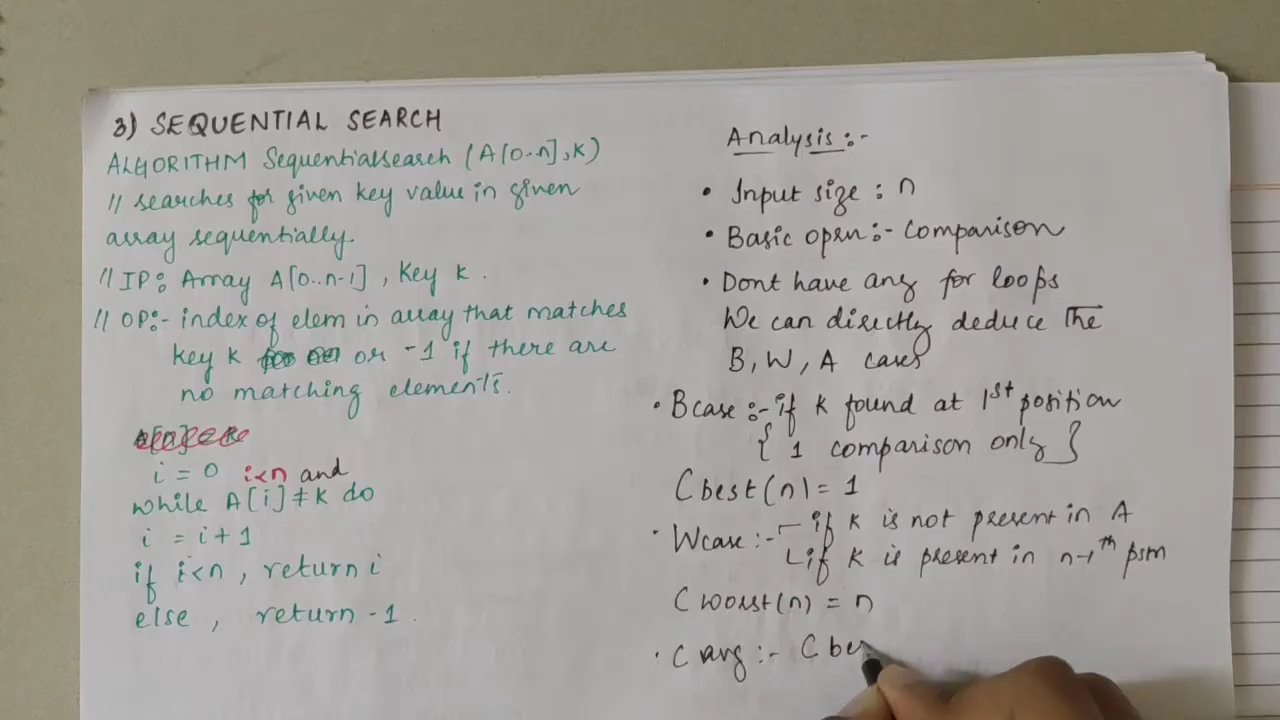 3) SEQUENTIAL SEARCH
ALGORITHM Sequentialsearch (A[0..n], K)
// searches for given key value in given
array sequentially.
// IP: Array A[0..n-1], Key K.
// OP:- index of elem in array that matches
key K or -1 if there are
no matching elements.
i = 0 i<n and
while A[i] ≠ K do
i = i+1
if i<n, return i
else, return -1.
Analysis :-
• Input size : n
• Basic opern :- Comparison
• Dont have any for loops
We can directly deduce The
B, W, A cases
• Bcase :- if K found at 1st position
{ 1 comparison only }
Cbest(n) = 1
• Wcase :- if K is not present in A
if K is present in n-1th psm
Cworst(n) = n
• Cavg :- Cbe